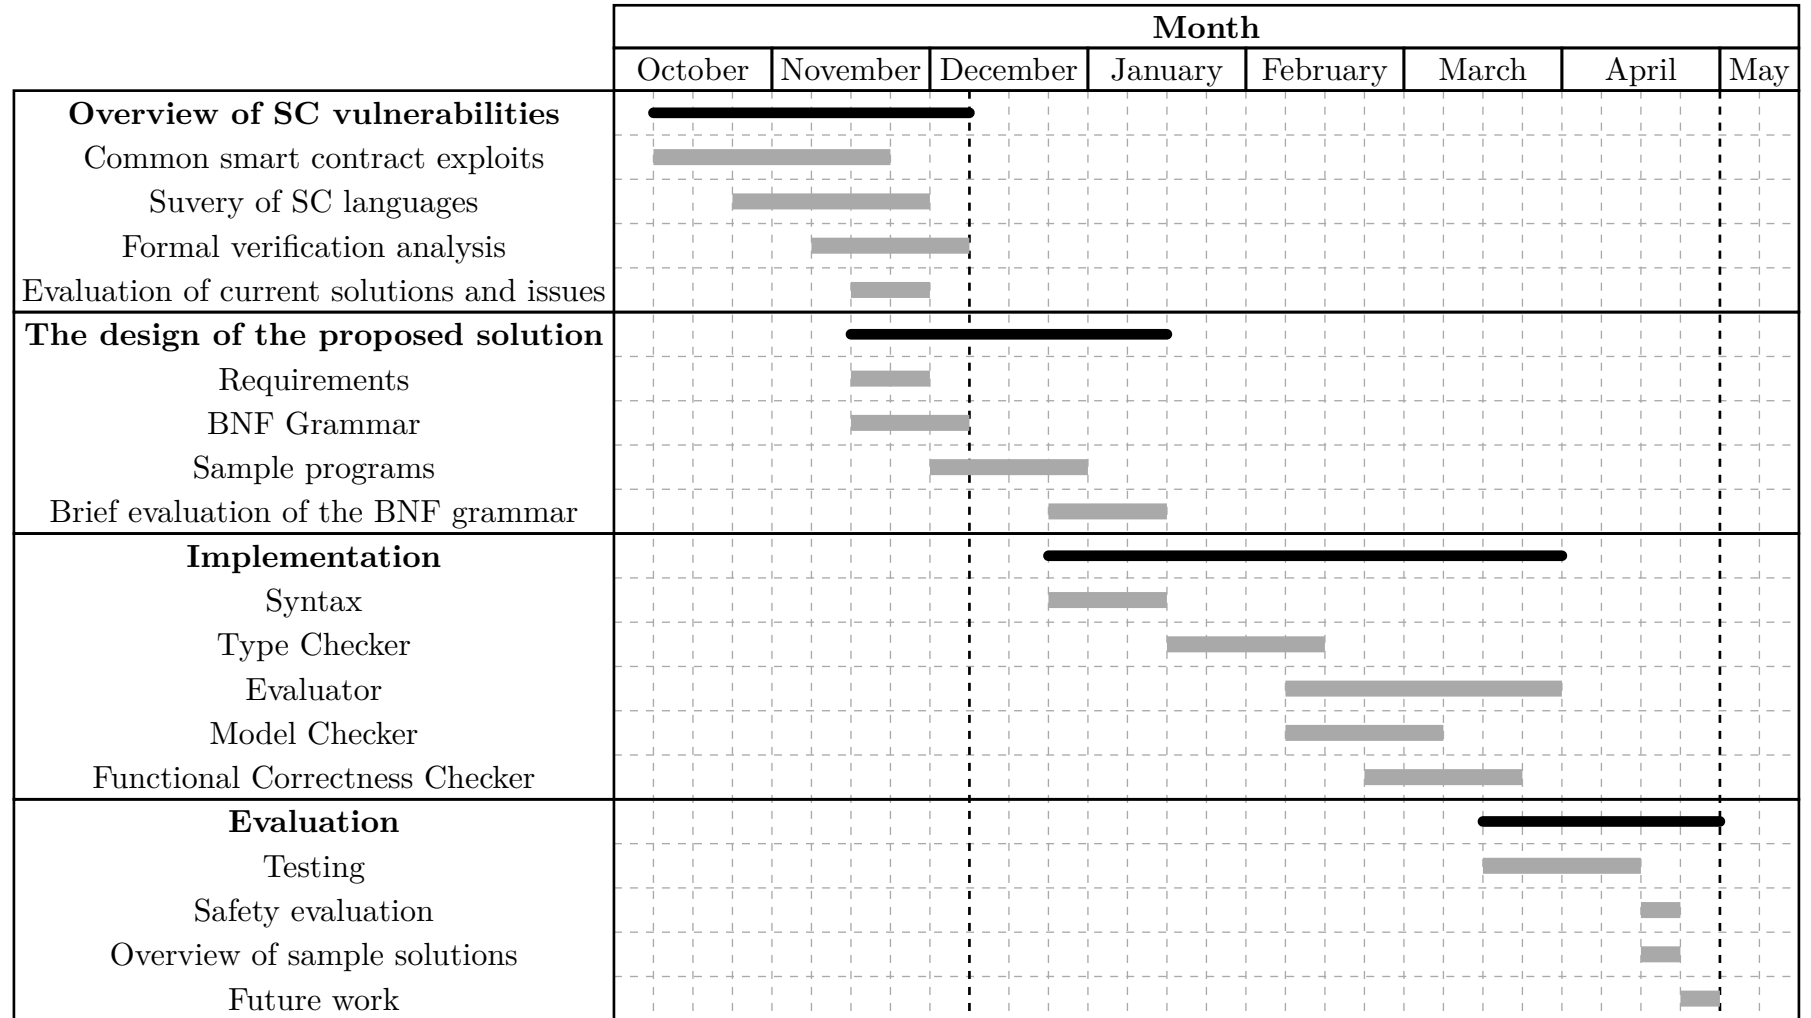 Month
October November December January February March April May
Overview of SC vulnerabilities
Common smart contract exploits
Suvery of SC languages
Formal verification analysis
Evaluation of current solutions and issues
The design of the proposed solution
Requirements
BNF Grammar
Sample programs
Brief evaluation of the BNF grammar
Implementation
Syntax
Type Checker
Evaluator
Model Checker
Functional Correctness Checker
Evaluation
Testing
Safety evaluation
Overview of sample solutions
Future work